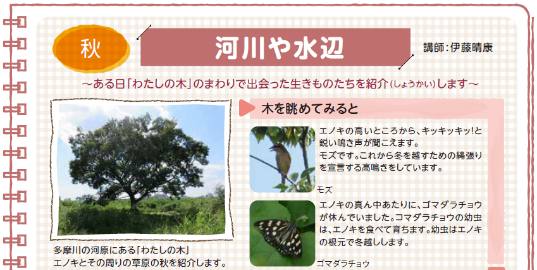 秋
河川や水辺
講師：伊藤晴康
～ある日「わたしの木」のまわりで出会った生きものたちを紹介(しょうかい)します～
木を眺めてみると
エノキの高いところから、キッキッキッ！と
鋭い鳴き声が聞こえます。
モズです。これから冬を越すための縄張り
を宣言する高鳴きをしています。
モズ
エノキの真ん中あたりに、ゴマダラチョウ
が休んでいました。コマダラチョウの幼虫
は、エノキを食べて育ちます。幼虫はエノキ
の根元で冬越しします。
ゴマダラチョウ
多摩川の河原にある「わたしの木」
エノキとその周りの草原の秋を紹介します。